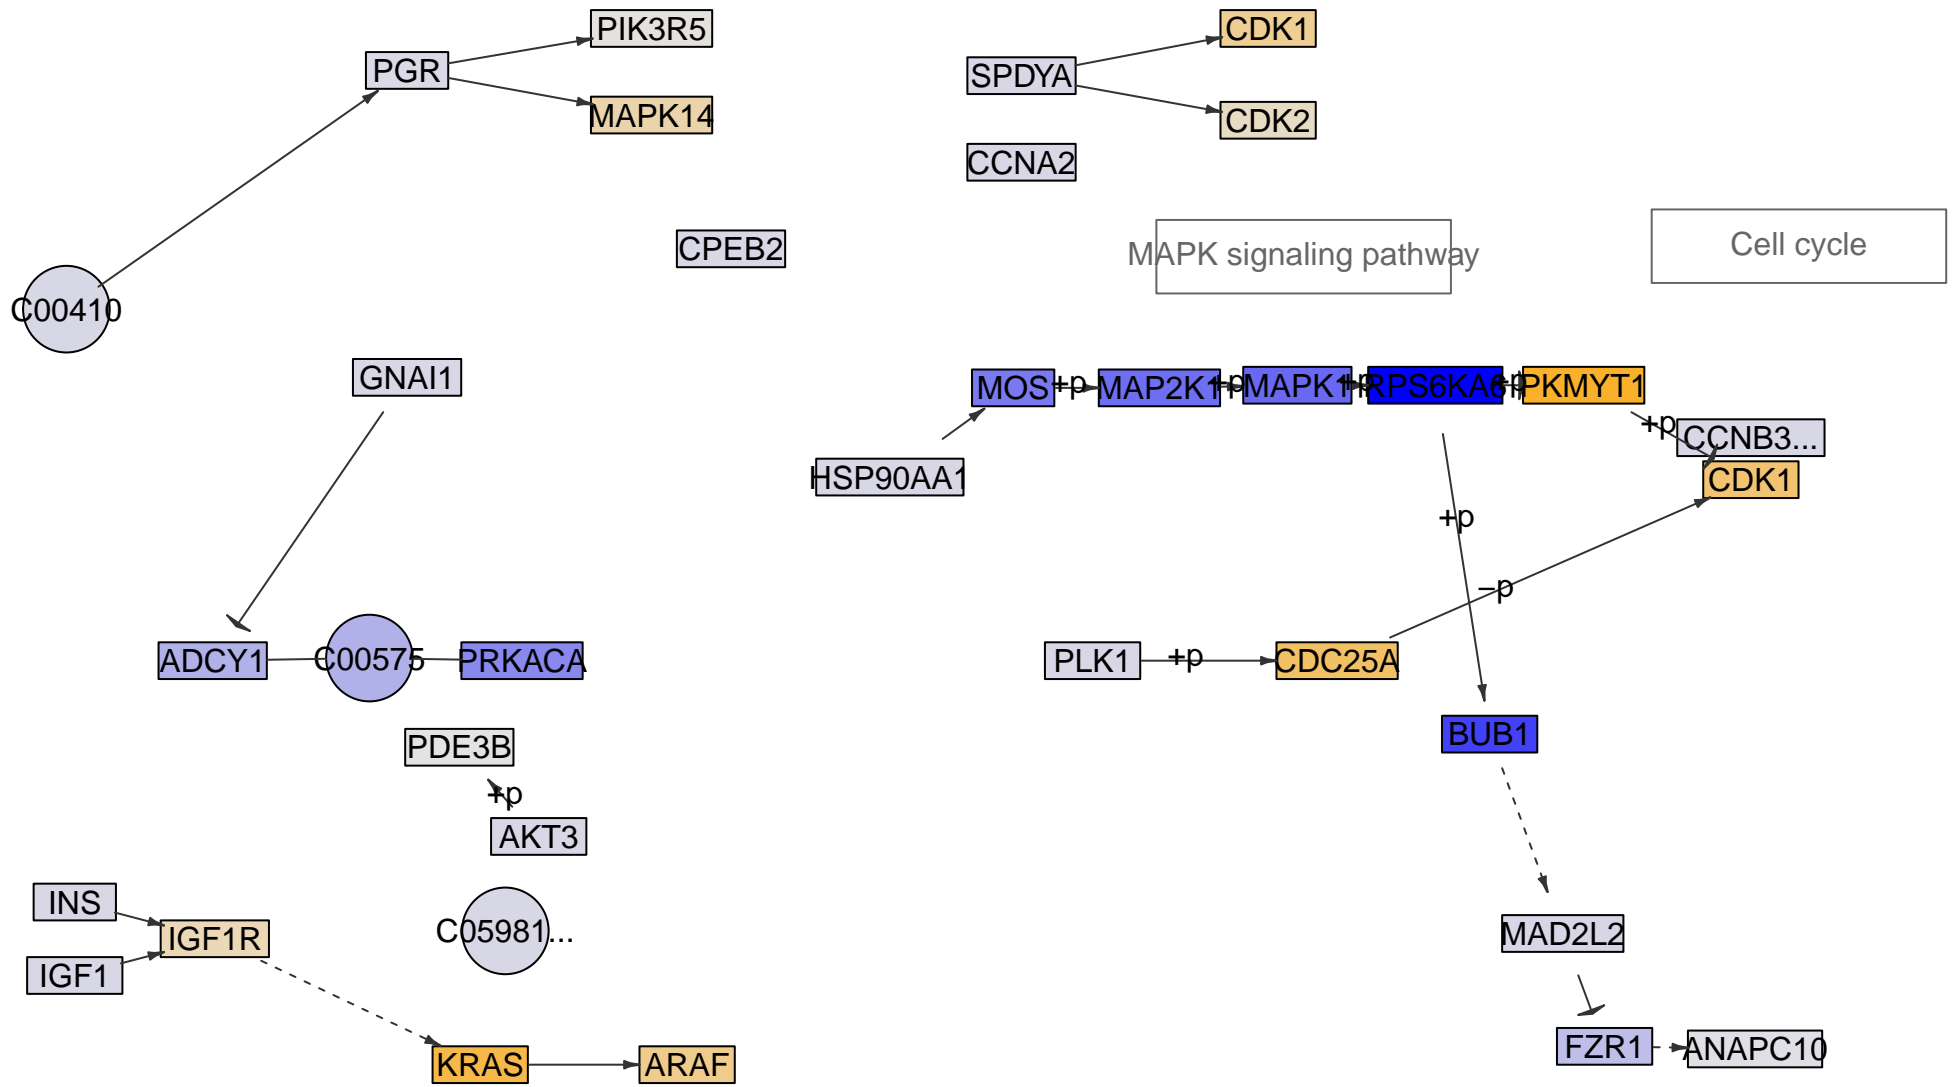 PIK3R5
CDK1
PGR
SPDYA
MAPK14
CDK2
CCNA2
CPEB2
MAPK signaling pathway
Cell cycle
C00410
GNAI1
MOS
+p
MAP2K1
+p
MAPK1
+p
RPS6KA6
+p
PKMYT1
+p
CCNB3...
HSP90AA1
CDK1
+p
−p
ADCY1
C00575
PRKACA
PLK1
+p
CDC25A
BUB1
PDE3B
+p
AKT3
INS
IGF1R
C05981...
MAD2L2
IGF1
FZR1
ANAPC10
KRAS
ARAF